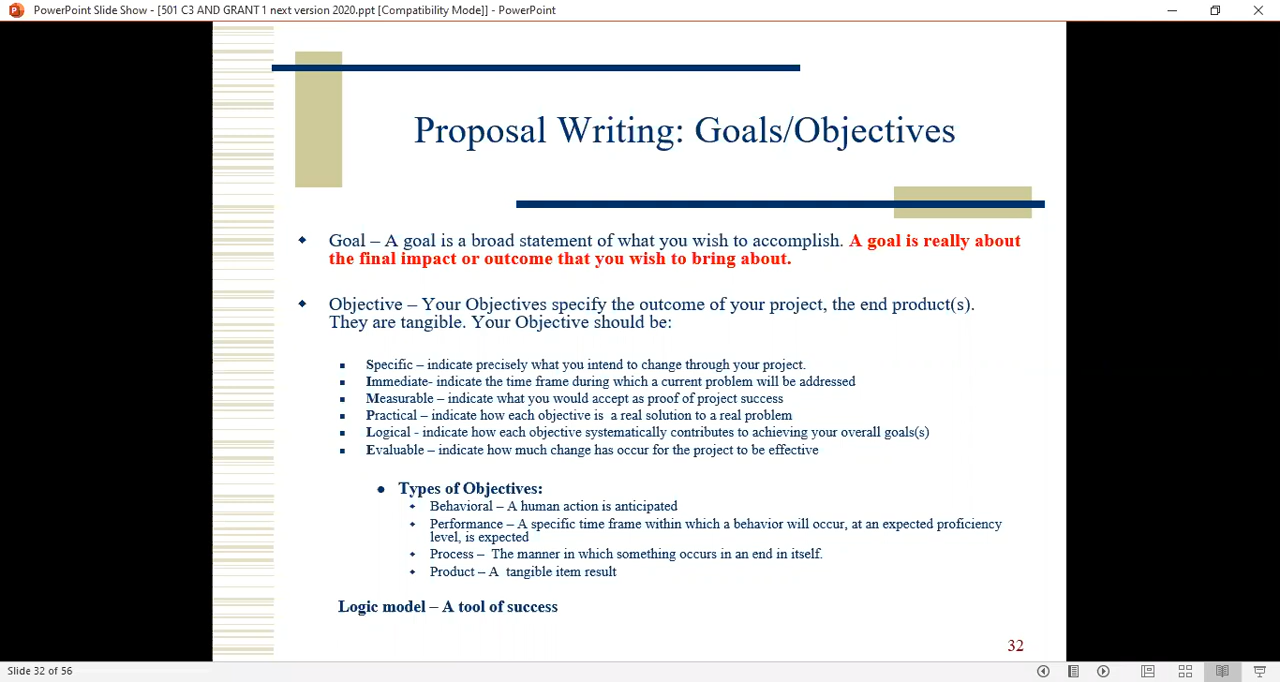 PowerPoint Slide Show - [501 C3 AND GRANT 1 next version 2020.ppt [Compatibility Mode]] - PowerPoint
Proposal Writing: Goals/Objectives
Goal – A goal is a broad statement of what you wish to accomplish. A goal is really about
the final impact or outcome that you wish to bring about.
Objective – Your Objectives specify the outcome of your project, the end product(s).
They are tangible. Your Objective should be:
Specific – indicate precisely what you intend to change through your project.
Immediate- indicate the time frame during which a current problem will be addressed
Measurable – indicate what you would accept as proof of project success
Practical – indicate how each objective is a real solution to a real problem
Logical - indicate how each objective systematically contributes to achieving your overall goals(s)
Evaluable – indicate how much change has occur for the project to be effective
Types of Objectives:
Behavioral – A human action is anticipated
Performance – A specific time frame within which a behavior will occur, at an expected proficiency
level, is expected
Process – The manner in which something occurs in an end in itself.
Product – A tangible item result
Logic model – A tool of success
32
Slide 32 of 56